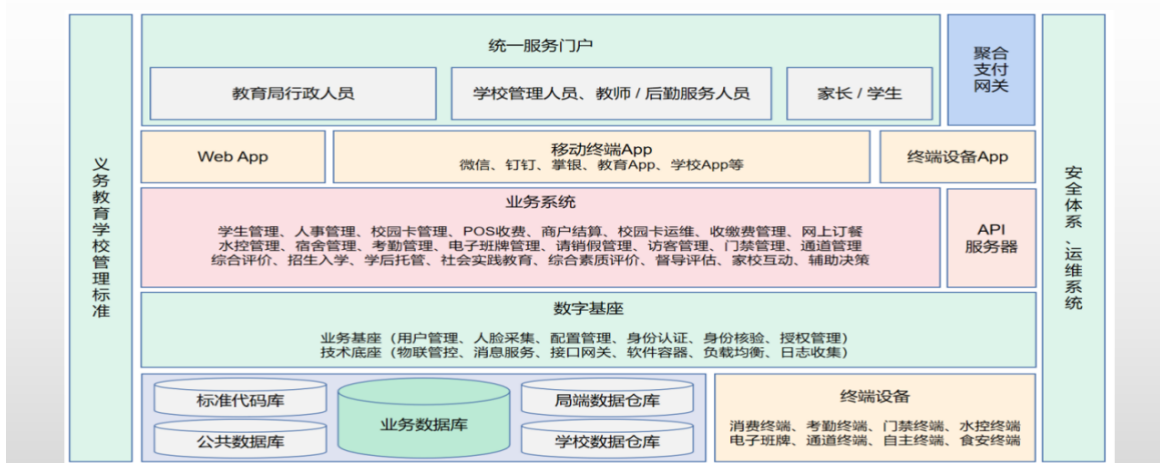 义务教育学校管理标准
统一服务门户
教育局行政人员
学校管理人员、教师 / 后勤服务人员
家长 / 学生
聚合
支付
网关
Web App
移动终端App
微信、钉钉、掌银、教育App、学校App等
终端设备App
业务系统
学生管理、人事管理、校园卡管理、POS收费、商户结算、校园卡运维、收缴费管理、网上订餐
水控管理、宿舍管理、考勤管理、电子班牌管理、请销假管理、访客管理、门禁管理、通道管理
综合评价、招生入学、学后托管、社会实践教育、综合素质评价、督导评估、家校互动、辅助决策
API
服务器
数字基座
业务基座（用户管理、人脸采集、配置管理、身份认证、身份核验、授权管理）
技术底座（物联管控、消息服务、接口网关、软件容器、负载均衡、日志收集）
标准代码库
公共数据库
业务数据库
局端数据仓库
学校数据仓库
终端设备
消费终端、考勤终端、门禁终端、水控终端
电子班牌、通道终端、自主终端、食安终端
安全体系、运维系统